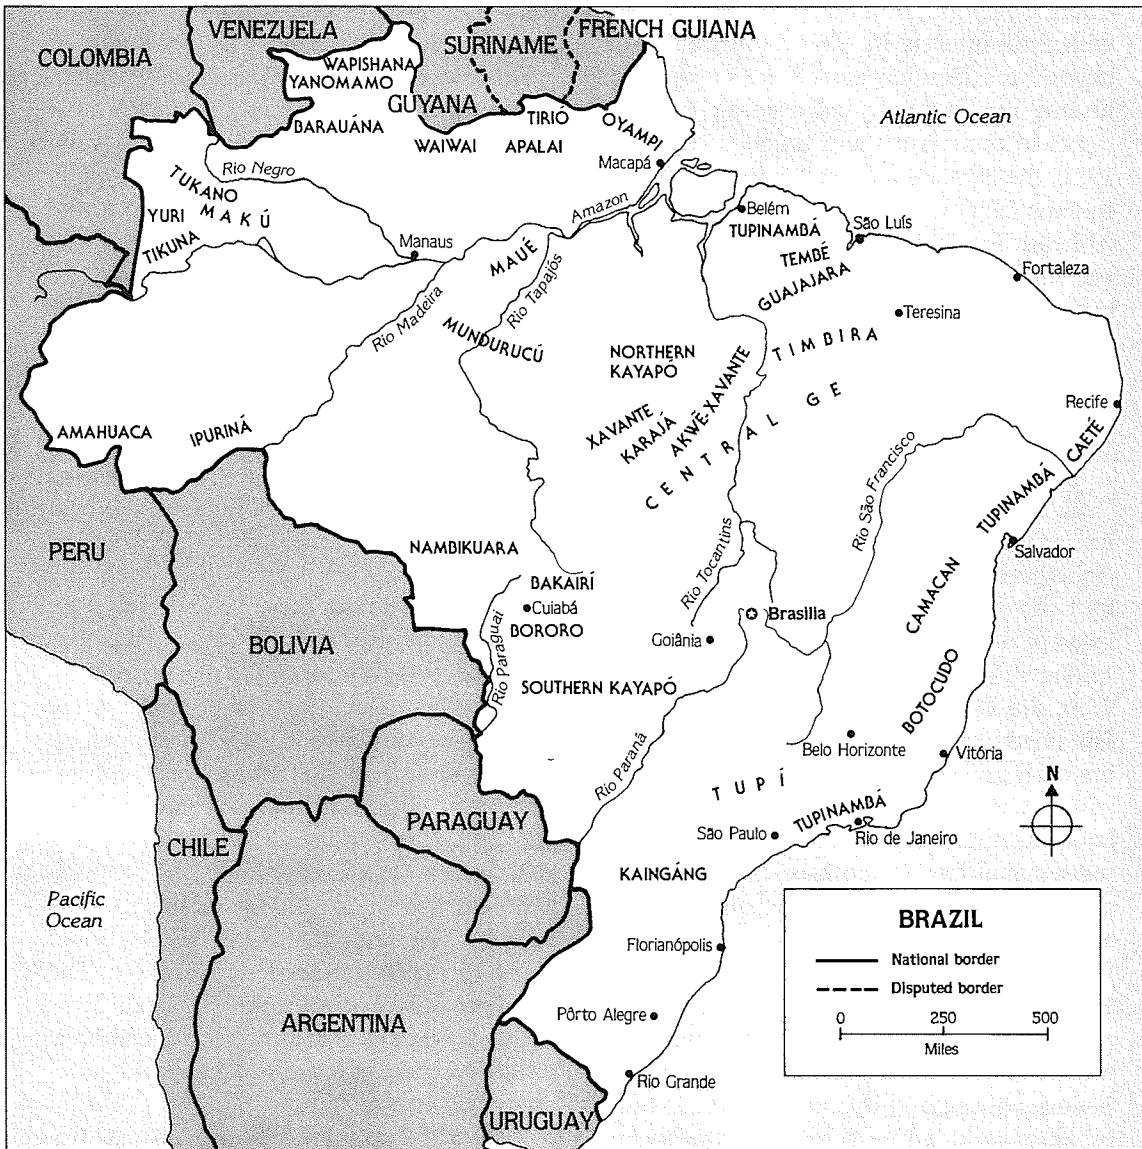 VENEZUELA
FRENCH GUIANA
SURINAME
COLOMBIA
WAPISHANA
YANOMAMO
GUYANA
TIRIÓ
OYAMPI
Atlantic Ocean
BARAUÁNA
WAIWAI
APALAI
Macapá
Rio Negro
TUKANO
MAKÚ
YURI
TIKUNA
Manaus
Amazon
Belém
TUPINAMBÁ
São Luís
TEMBÉ
GUAJAJARA
Fortaleza
MAUÉ
Rio Tapajós
Rio Madeira
MUNDURUCÚ
Teresina
TIMBIRA
NORTHERN
KAYAPÓ
XAVANTE
KARAJÁ
AKWẼ-XAVANTE
CENTRAL GE
Recife
CAETÉ
AMAHUACA
IPURINÁ
Rio São Francisco
TUPINAMBÁ
PERU
NAMBIKUARA
Salvador
BAKAIRÍ
Rio Tocantins
CAMACAN
Cuiabá
Brasilia
BORORO
Goiânia
BOLIVIA
Rio Paraguai
SOUTHERN KAYAPÓ
BOTOCUDO
Belo Horizonte
Vitória
Rio Paraná
TUPÍ
N
TUPINAMBÁ
PARAGUAY
São Paulo
Rio de Janeiro
CHILE
KAINGÁNG
Pacific
Ocean
BRAZIL
Florianópolis
National border
Disputed border
ARGENTINA
Pôrto Alegre
0 250 500
Miles
Rio Grande
URUGUAY